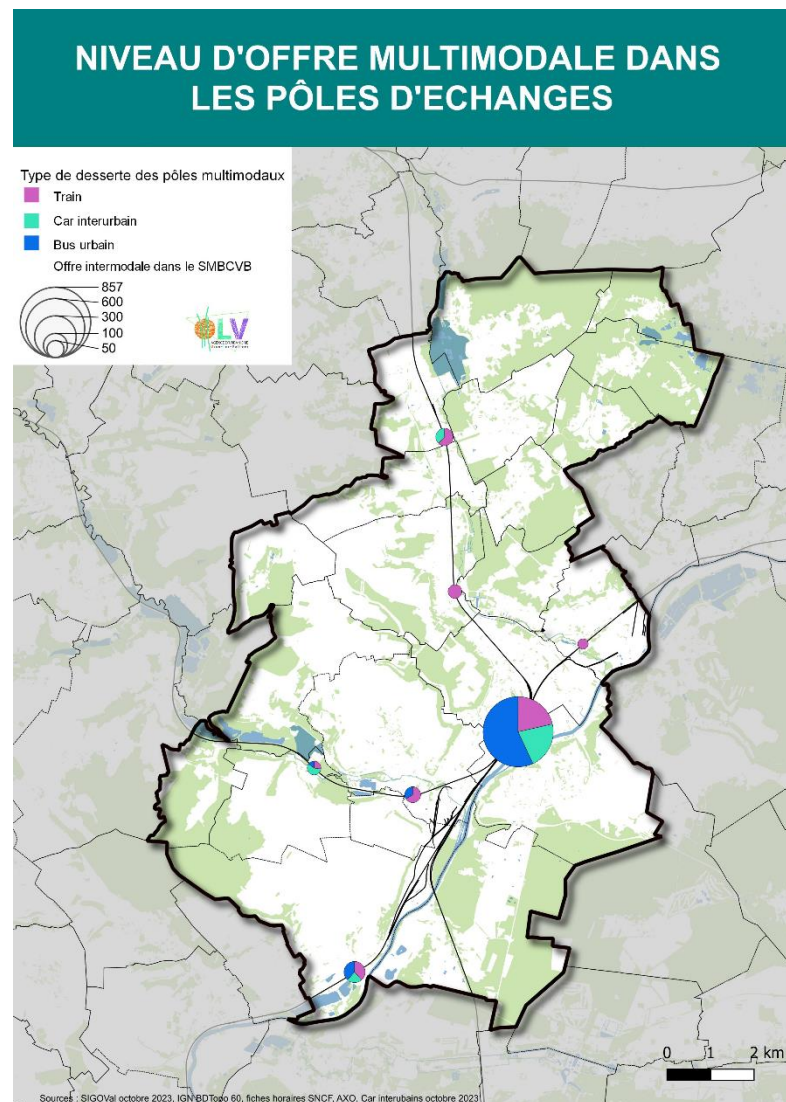 NIVEAU D'OFFRE MULTIMODALE DANS
LES PÔLES D'ECHANGES
Type de desserte des pôles multimodaux
Train
Car interurbain
Bus urbain
Offre intermodale dans le SMBCVB
857
600
300
100
50
OLV
0 1 2 km
Sources : SIGOVal octobre 2023, IGN BDTopo 60, fiches horaires SNCF, AXO, Car interubains octobre 2023